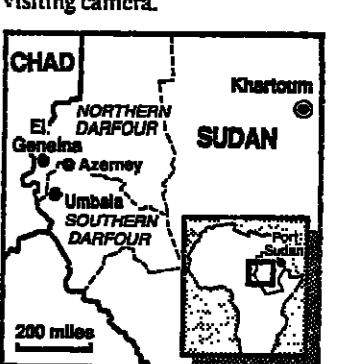 visiting camera.
CHAD
Khartoum
NORTHERN
DARFOUR
SUDAN
El
Geneina
Azerney
Umbala
SOUTHERN
DARFOUR
Port
Sudan
200 miles